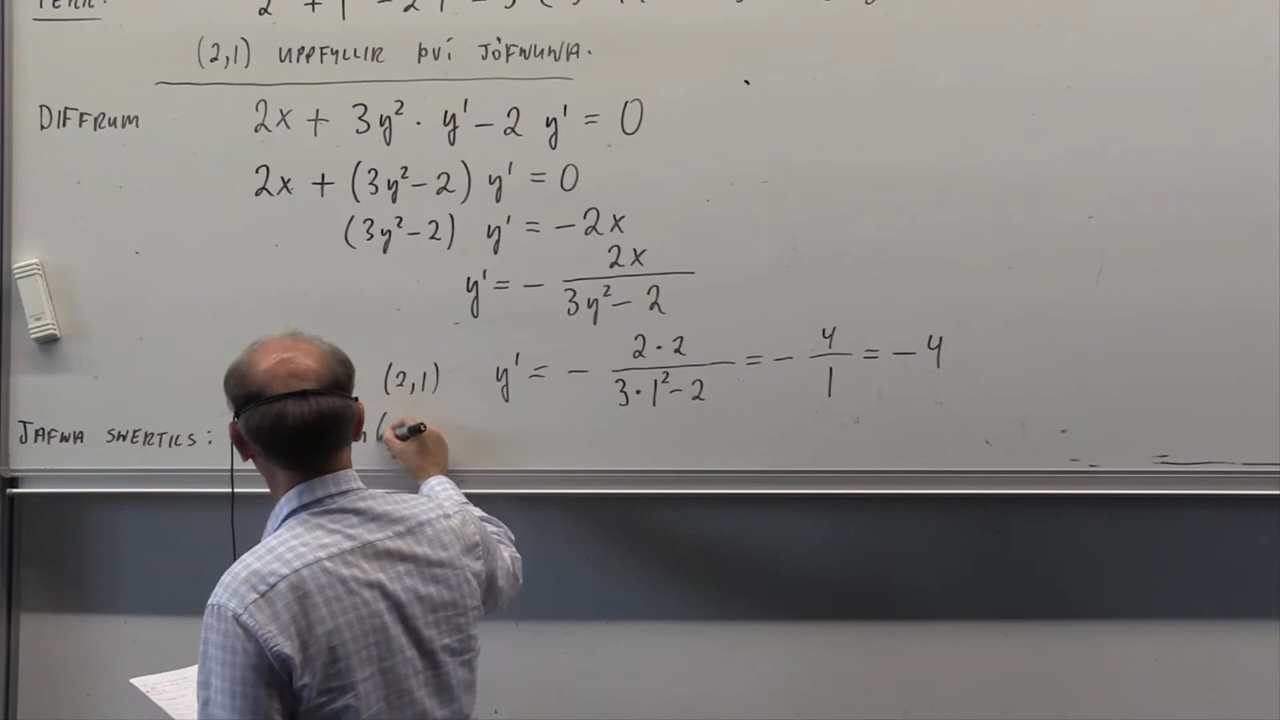 (2,1) UPPFYLLIR ÞVÍ JÖFNUNA.
DIFFRUM 2x + 3y² · y' - 2 y' = 0
2x + (3y² - 2) y' = 0
(3y² - 2) y' = -2x
y' = - 2x / 3y² - 2
(2,1) y' = - 2·2 / 3·1² - 2 = - 4 / 1 = -4
JAFNA SNERTILS: